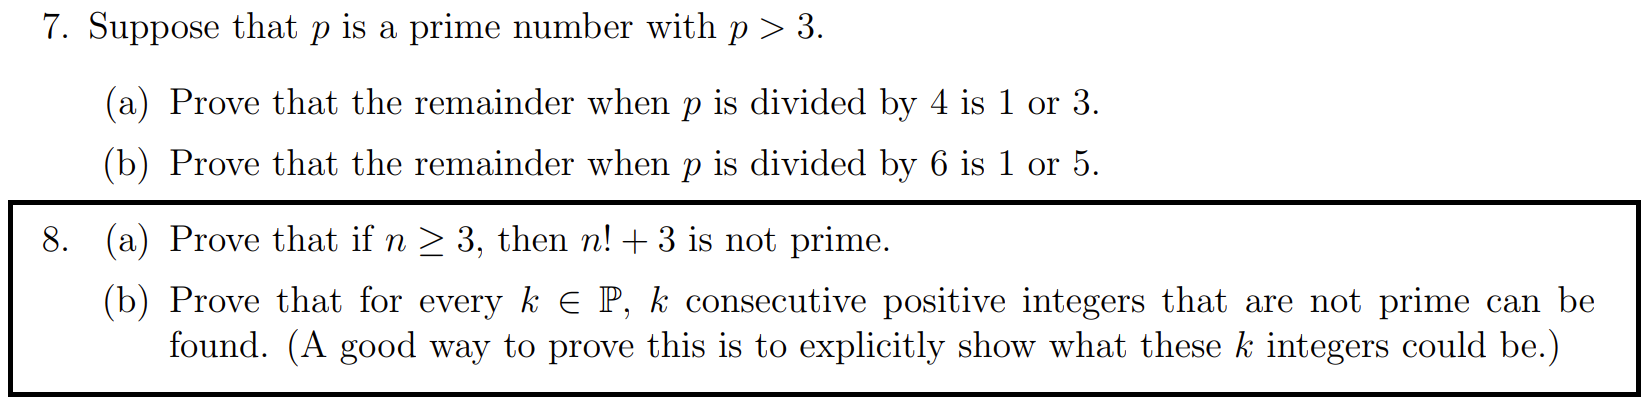 7. Suppose that p is a prime number with p > 3.
(a) Prove that the remainder when p is divided by 4 is 1 or 3.
(b) Prove that the remainder when p is divided by 6 is 1 or 5.
8. (a) Prove that if n ≥ 3, then n! + 3 is not prime.
(b) Prove that for every k ∈ ℙ, k consecutive positive integers that are not prime can be
found. (A good way to prove this is to explicitly show what these k integers could be.)